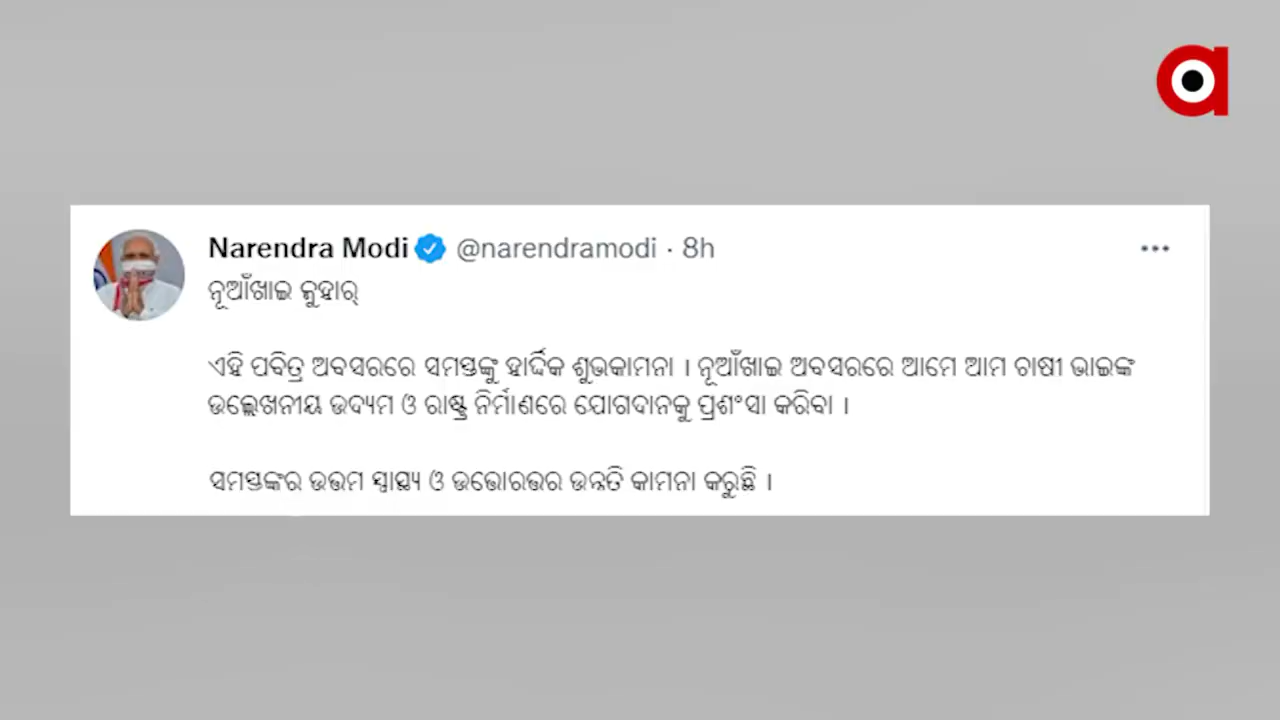 Narendra Modi @narendramodi · 8h
ନୂଆଁଖାଇ ଜୁହାର୍
ଏହି ପବିତ୍ର ଅବସରରେ ସମସ୍ତଙ୍କୁ ହାର୍ଦ୍ଦିକ ଶୁଭକାମନା । ନୂଆଁଖାଇ ଅବସରରେ ଆମେ ଆମ ଚାଷୀ ଭାଇଙ୍କ
ଉଲ୍ଲେଖନୀୟ ଉଦ୍ୟମ ଓ ରାଷ୍ଟ୍ର ନିର୍ମାଣରେ ଯୋଗଦାନକୁ ପ୍ରଶଂସା କରିବା ।
ସମସ୍ତଙ୍କର ଉତ୍ତମ ସ୍ୱାସ୍ଥ୍ୟ ଓ ଉତ୍ତୋରତ୍ତର ଉନ୍ନତି କାମନା କରୁଛି ।